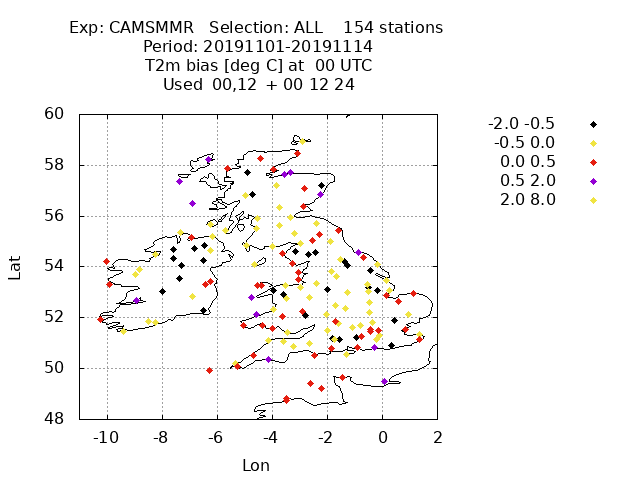 Exp: CAMSMMR Selection: ALL 154 stations
Period: 20191101-20191114
T2m bias [deg C] at 00 UTC
Used 00,12 + 00 12 24
60
58
56
54
52
50
48
-10 -8 -6 -4 -2 0 2
Lat
Lon
-2.0 -0.5
-0.5 0.0
0.0 0.5
0.5 2.0
2.0 8.0